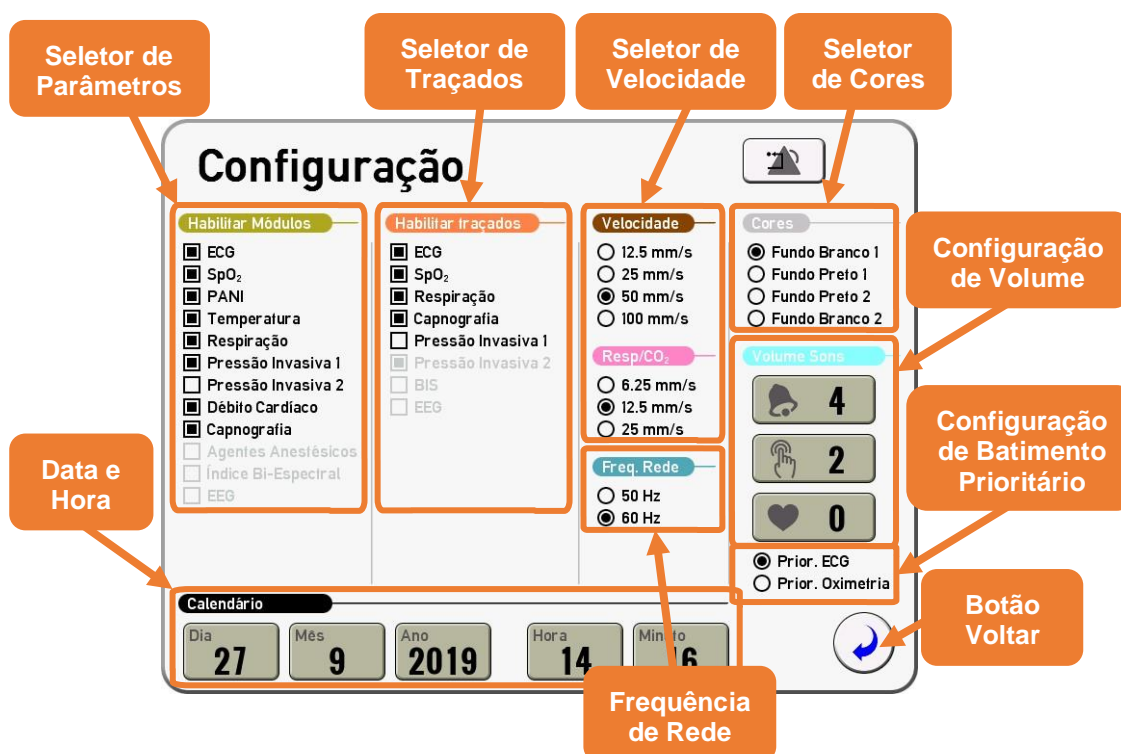 Seletor de
Parâmetros
Seletor de
Traçados
Seletor de
Velocidade
Seletor
de Cores
Configuração
Habilitar Módulos
ECG
SpO₂
PANI
Temperatura
Respiração
Pressão Invasiva 1
Pressão Invasiva 2
Débito Cardíaco
Capnografia
Agentes Anestésicos
Índice Bi-Espectral
EEG
Habilitar traçados
ECG
SpO₂
Respiração
Capnografia
Pressão Invasiva 1
Pressão Invasiva 2
BIS
EEG
Velocidade
12.5 mm/s
25 mm/s
50 mm/s
100 mm/s
Resp/CO₂
6.25 mm/s
12.5 mm/s
25 mm/s
Freq. Rede
50 Hz
60 Hz
Cores
Fundo Branco 1
Fundo Preto 1
Fundo Preto 2
Fundo Branco 2
Volume Sons
4
2
0
Prior. ECG
Prior. Oximetria
Configuração
de Volume
Configuração
de Batimento
Prioritário
Data e
Hora
Calendário
Dia
27
Mês
9
Ano
2019
Hora
14
Minuto
Botão
Voltar
Frequência
de Rede